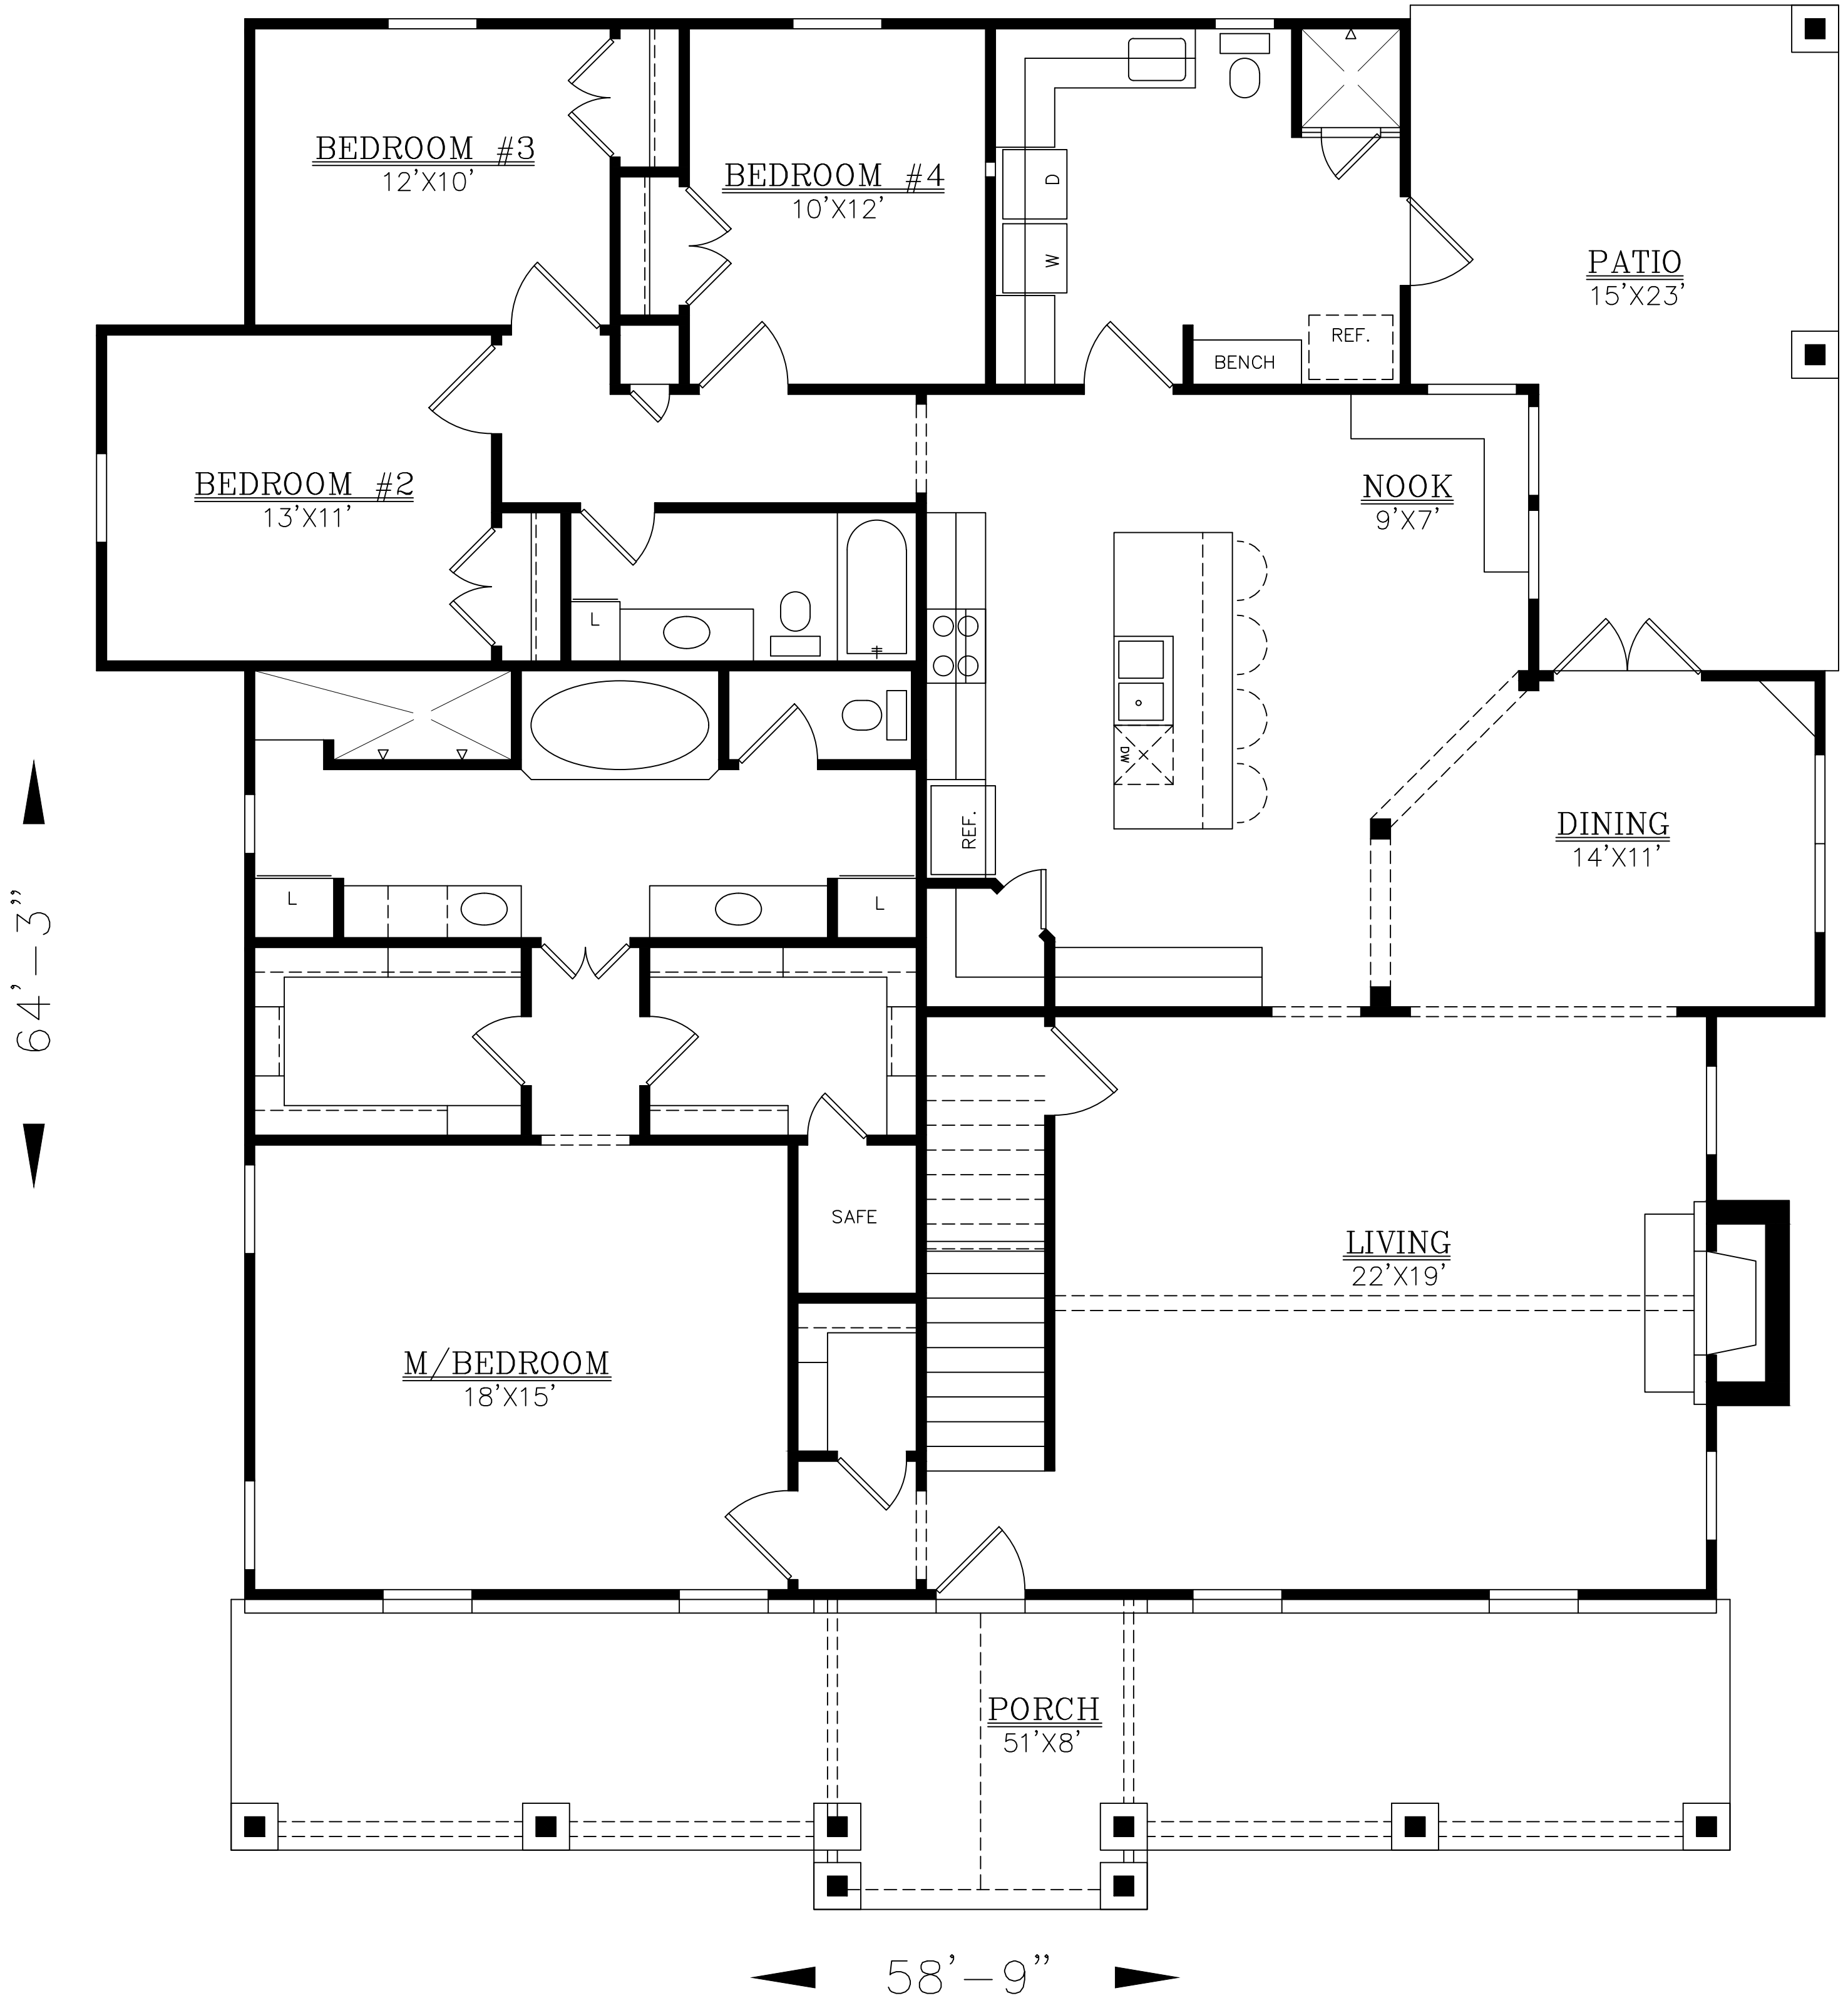 BEDROOM #3
12'X10'
BEDROOM #4
10'X12'
D
W
BENCH
REF.
PATIO
15'X23'
BEDROOM #2
13'X11'
NOOK
9'X7'
L
DW
REF.
DINING
14'X11'
L
L
64'-3"
SAFE
LIVING
22'X19'
M/BEDROOM
18'X15'
PORCH
51'X8'
58'-9"